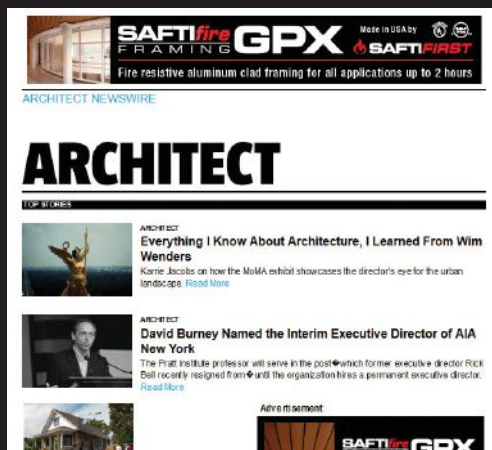 SAFTIfire GPX
FRAMING
Made in USA by
SAFTIFIRST
Fire resistive aluminum clad framing for all applications up to 2 hours
ARCHITECT NEWSWIRE
ARCHITECT
TOP STORIES
ARCHITECT
Everything I Know About Architecture, I Learned From Wim
Wenders
Karrie Jacobs on how the MoMA exhibit showcases the director's eye for the urban
landscape. Read More
ARCHITECT
David Burney Named the Interim Executive Director of AIA
New York
The Pratt Institute professor will serve in the post�which former executive director Rick
Bell recently resigned from�until the organization hires a permanent executive director.
Read More
Advertisement
SAFTIfire GPX